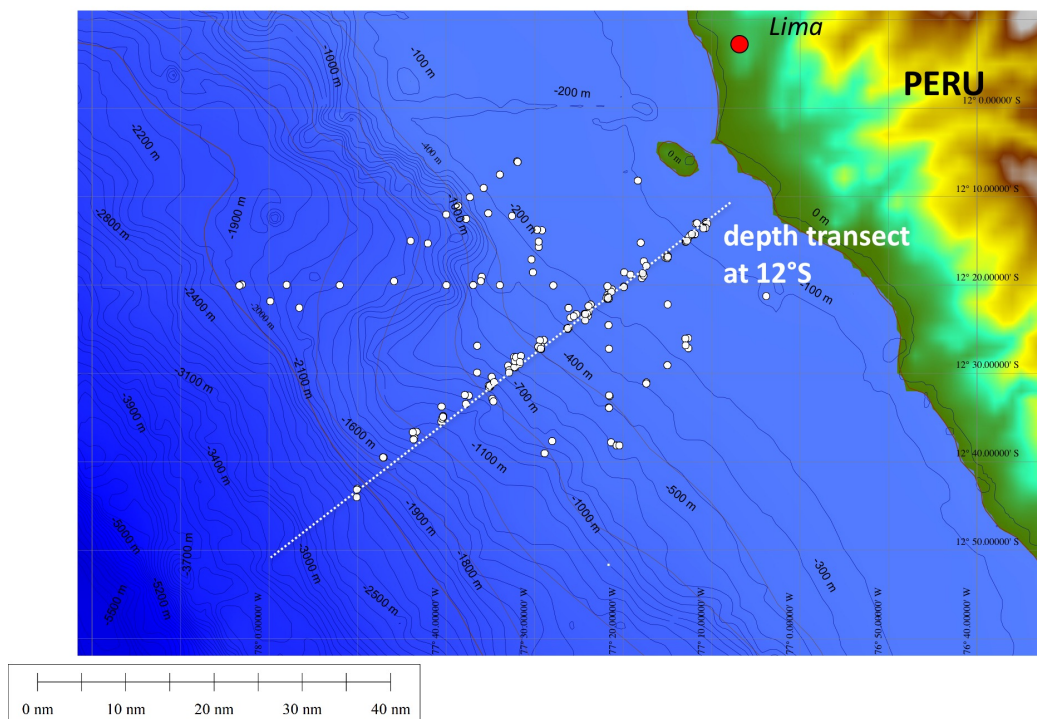 Lima
PERU
-1000 m
-100 m
-200 m
12° 0.00000' S
-2200 m
-400 m
0 m
12° 10.00000' S
-2800 m
-1900 m
-200 m
0 m
depth transect
at 12°S
-100 m
12° 20.00000' S
-2400 m
-2000 m
-2100 m
-400 m
12° 30.00000' S
-3100 m
-700 m
-3900 m
-1600 m
-1100 m
12° 40.00000' S
-3400 m
-500 m
-1900 m
-1000 m
-5000 m
-3700 m
-3000 m
-1800 m
12° 50.00000' S
-300 m
-5500 m
-5200 m
-2500 m
78° 0.00000' W
77° 40.00000' W
77° 30.00000' W
77° 20.00000' W
77° 10.00000' W
77° 0.00000' W
76° 50.00000' W
76° 40.00000' W
0 nm
10 nm
20 nm
30 nm
40 nm